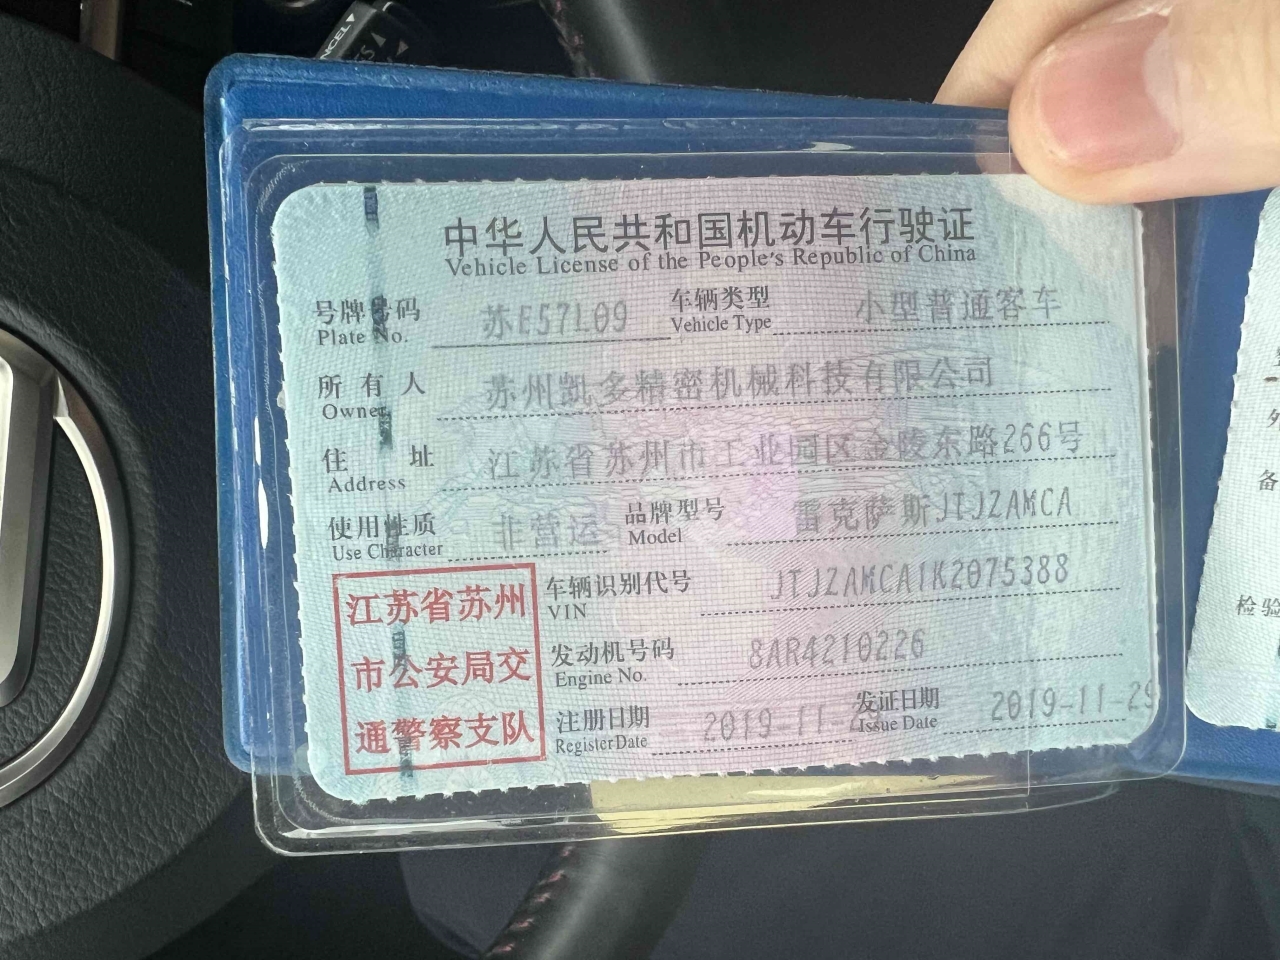 CANCEL
中华人民共和国机动车行驶证
Vehicle License of the People's Republic of China
号牌号码 苏E57L09 车辆类型 小型普通客车
Plate No. Vehicle Type
所有人 苏州凯多精密机械科技有限公司
Owner
住址 江苏省苏州市工业园区金陵东路266号
Address
使用性质 非营运 品牌型号 雷克萨斯JTJZAMCA
Use Character Model
江苏省苏州
市公安局交
通警察支队
车辆识别代号 JTJZAMCA1K2075388
VIN
发动机号码 8AR4210226
Engine No.
注册日期 2019-11-29 发证日期 2019-11-29
Register Date Issue Date
备
检验